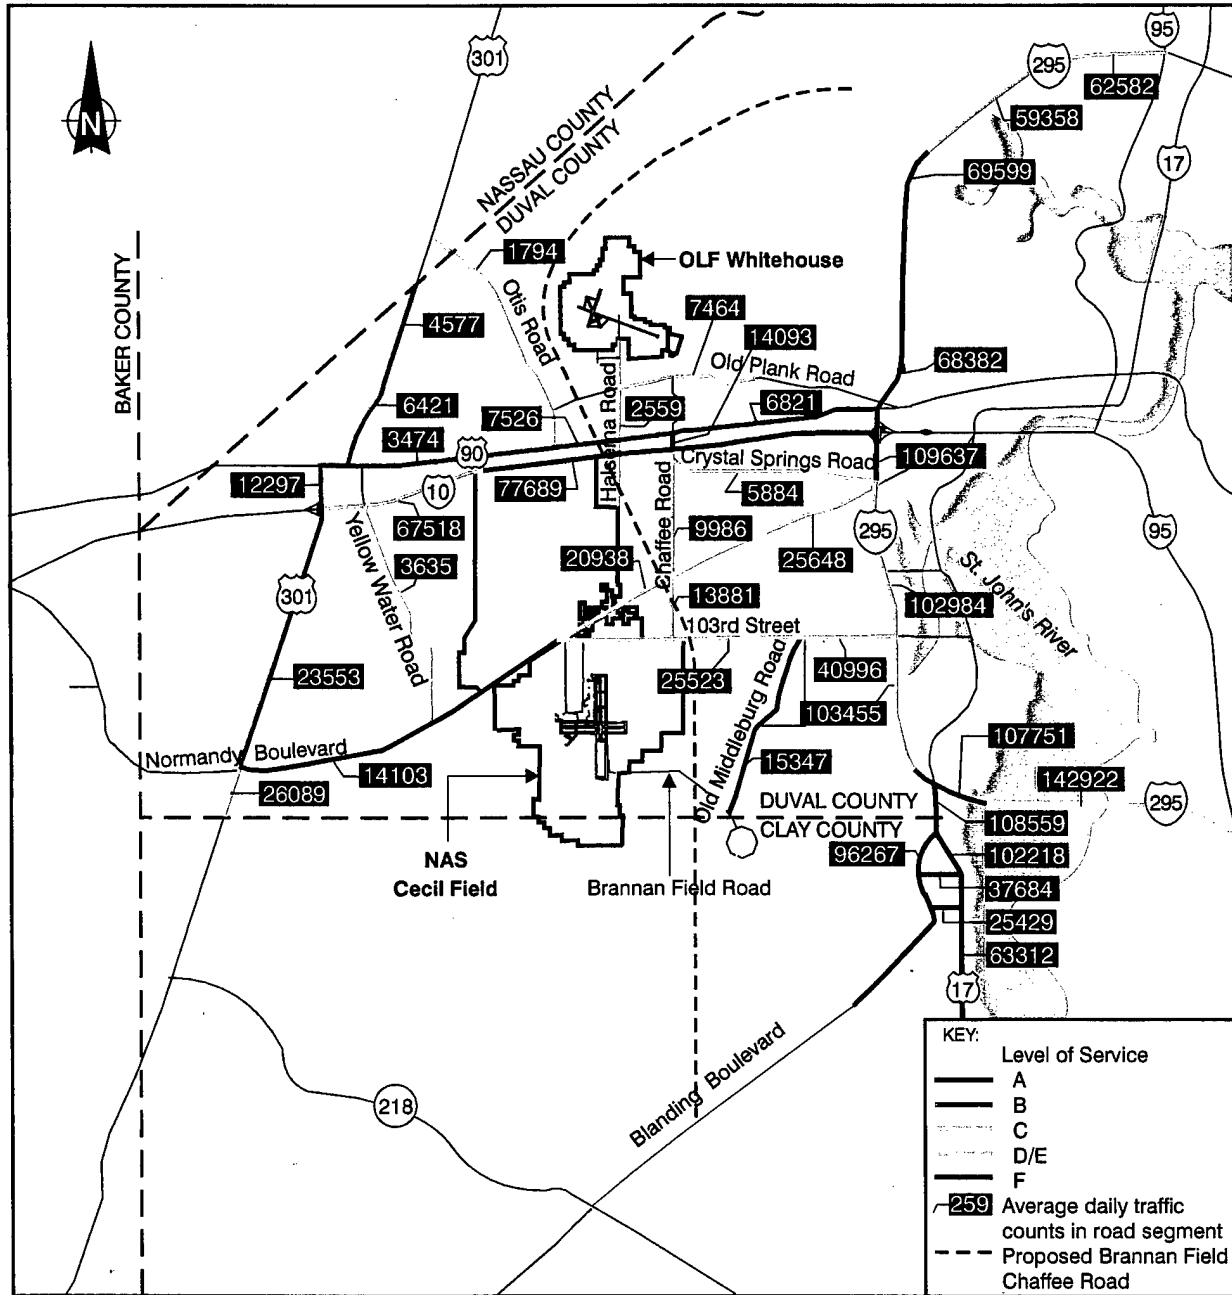 95
301
295
62582
59358
N
17
69599
NASSAU COUNTY
DUVAL COUNTY
1794
OLF Whitehouse
BAKER COUNTY
Otis Road
7464
4577
14093
68382
Old Plank Road
6421
7526
Halsema Road
2559
6821
3474
90
Crystal Springs Road
109637
12297
10
77689
5884
67518
Chaffee Road
9986
295
95
Yellow Water Road
3635
20938
25648
St. John's River
301
13881
102984
103rd Street
23553
25523
40996
Old Middleburg Road
103455
Normandy Boulevard
107751
14103
15347
142922
26089
DUVAL COUNTY
295
108559
CLAY COUNTY
96267
102218
NAS
Cecil Field
Brannan Field Road
37684
25429
63312
17
KEY:
Level of Service
A
B
C
D/E
F
259 Average daily traffic
counts in road segment
Proposed Brannan Field
Chaffee Road
Blanding Boulevard
218